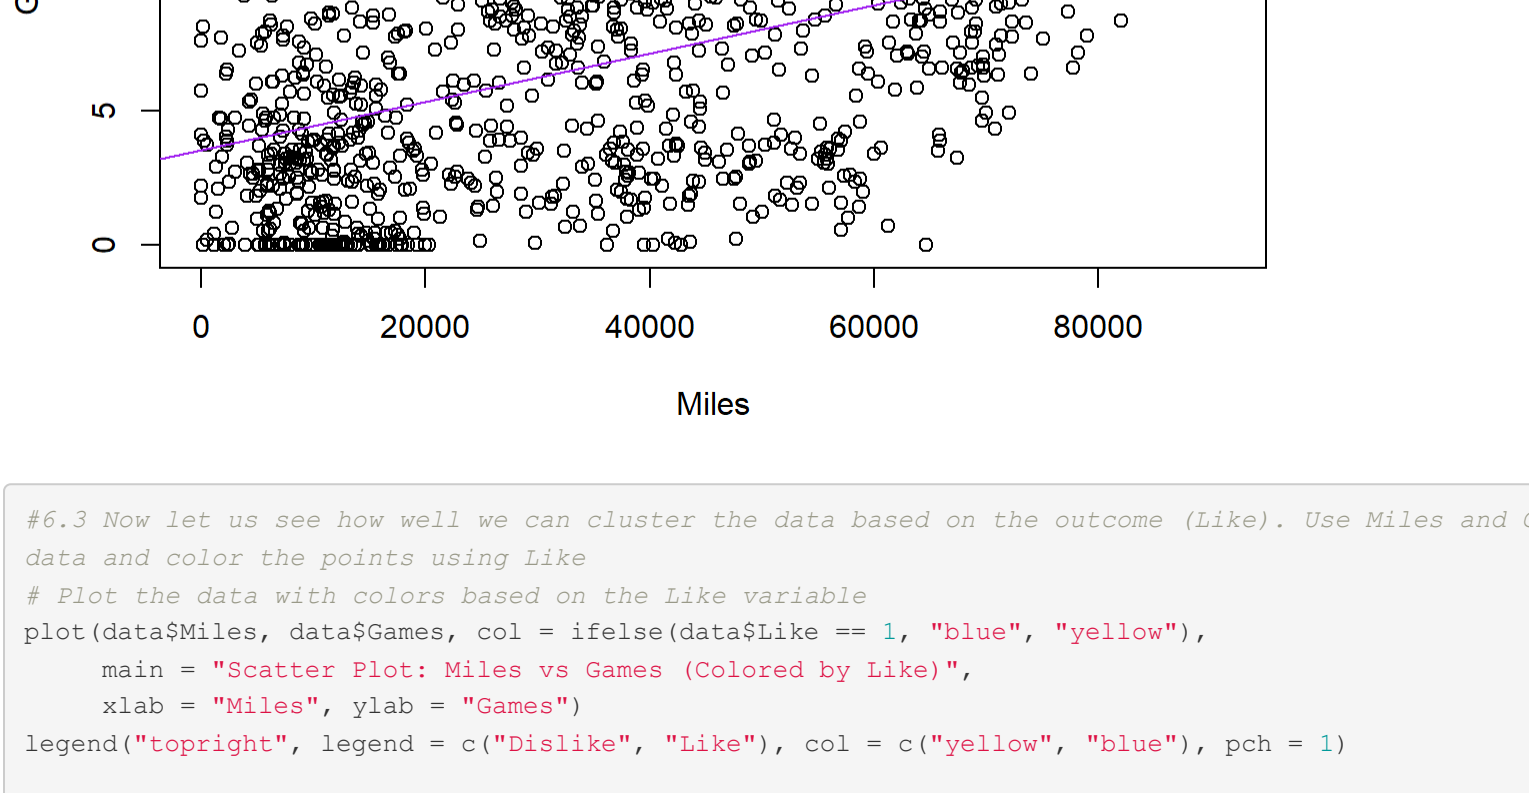 G
5
0
0 20000 40000 60000 80000
Miles
#6.3 Now let us see how well we can cluster the data based on the outcome (Like). Use Miles and
data and color the points using Like
# Plot the data with colors based on the Like variable
plot(data$Miles, data$Games, col = ifelse(data$Like == 1, "blue", "yellow"),
main = "Scatter Plot: Miles vs Games (Colored by Like)",
xlab = "Miles", ylab = "Games")
legend("topright", legend = c("Dislike", "Like"), col = c("yellow", "blue"), pch = 1)